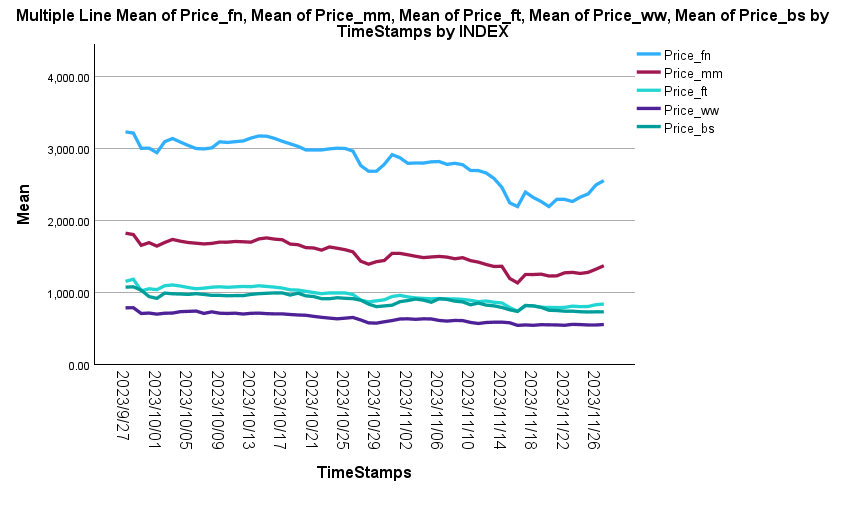 Multiple Line Mean of Price_fn, Mean of Price_mm, Mean of Price_ft, Mean of Price_ww, Mean of Price_bs by
TimeStamps by INDEX
Price_fn
Price_mm
Price_ft
Price_ww
Price_bs
Mean
4,000.00
3,000.00
2,000.00
1,000.00
0.00
2023/9/27
2023/10/01
2023/10/05
2023/10/09
2023/10/13
2023/10/17
2023/10/21
2023/10/25
2023/10/29
2023/11/02
2023/11/06
2023/11/10
2023/11/14
2023/11/18
2023/11/22
2023/11/26
TimeStamps